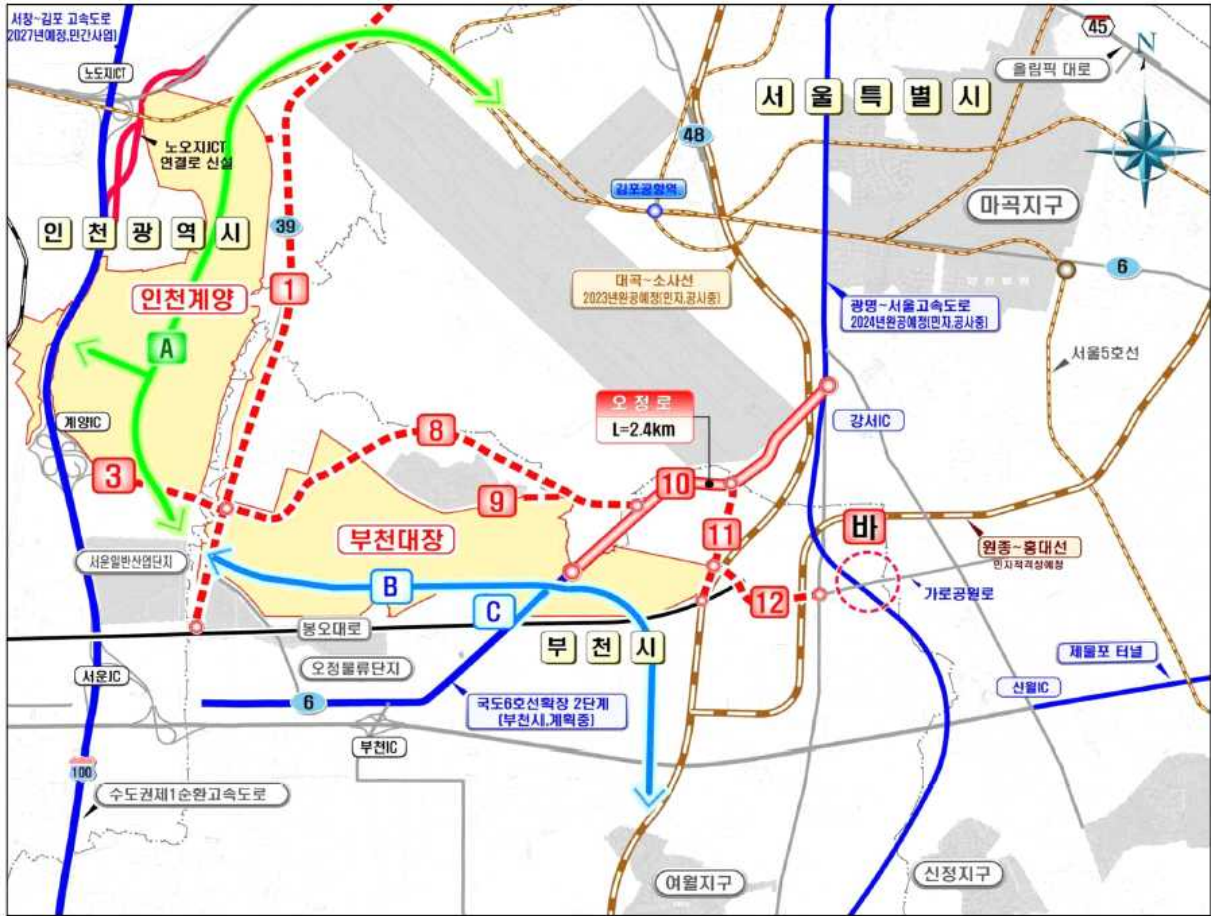 서창~김포 고속도로
2027년예정,민간사업]
45
N
올림픽 대로
노오지JCT
서울특별시
노오지JCT
연결로 신설
48
김포공항역
마곡지구
인천광역시
39
6
대곡~소사선
2023년완공예정[민자,공사중]
인천계양
1
광명~서울고속도로
2024년완공예정[민자,공사중]
A
서울5호선
오정로
L=2.4km
계양IC
강서IC
8
3
9
10
바
11
부천대장
원종~홍대선
민자적격성예정
서운일반산업단지
B
12
가로공원로
C
봉오대로
부천시
제물포 터널
오정물류단지
서운IC
신월IC
6
국도6호선확장 2단계
[부천시,계획중]
부천IC
100
수도권제1순환고속도로
여월지구
신정지구